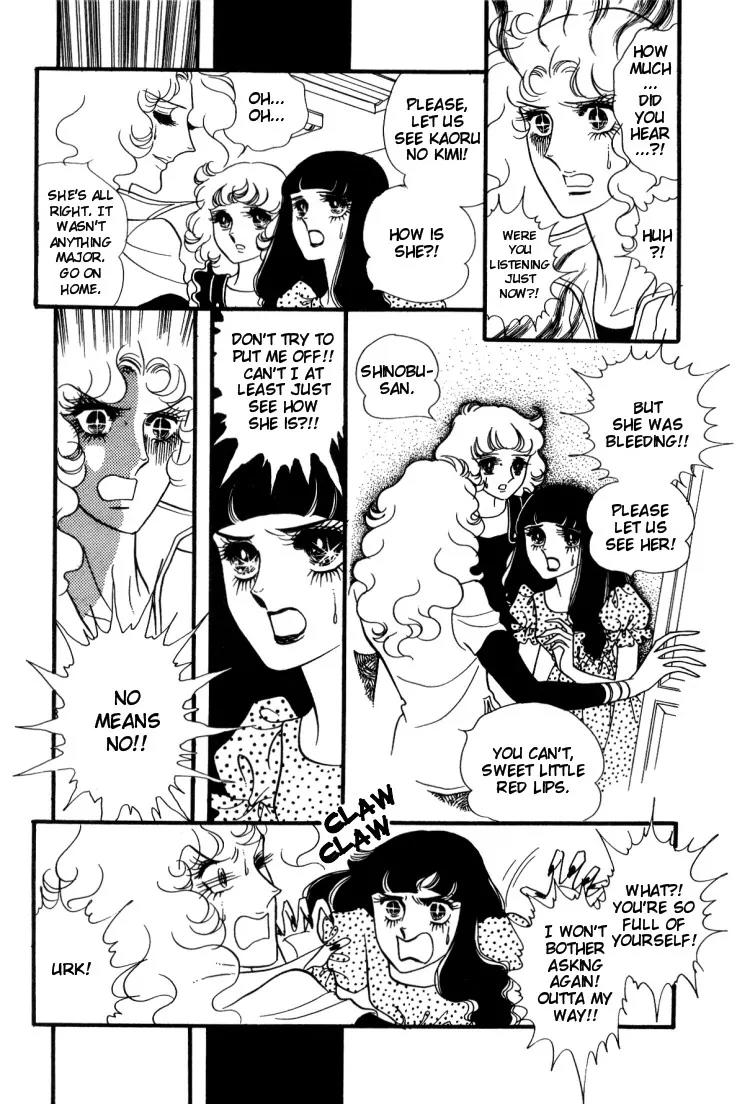 HOW
MUCH
...
DID
YOU
HEAR
...?!
HUH
?!
WERE
YOU
LISTENING
JUST
NOW?!
PLEASE,
LET US
SEE KAORU
NO KIMI!
HOW IS
SHE?!
OH...
OH...
SHE'S ALL
RIGHT. IT
WASN'T
ANYTHING
MAJOR.
GO ON
HOME.
BUT
SHE WAS
BLEEDING!!
PLEASE
LET US
SEE HER!
SHINOBU-
SAN.
YOU CAN'T,
SWEET LITTLE
RED LIPS.
DON'T TRY TO
PUT ME OFF!!
CAN'T I AT
LEAST JUST
SEE HOW
SHE IS?!!
NO
MEANS
NO!!
WHAT?!
YOU'RE SO
FULL OF
YOURSELF!
I WON'T
BOTHER
ASKING
AGAIN!
OUTTA MY
WAY!!
CLAW
CLAW
URK!